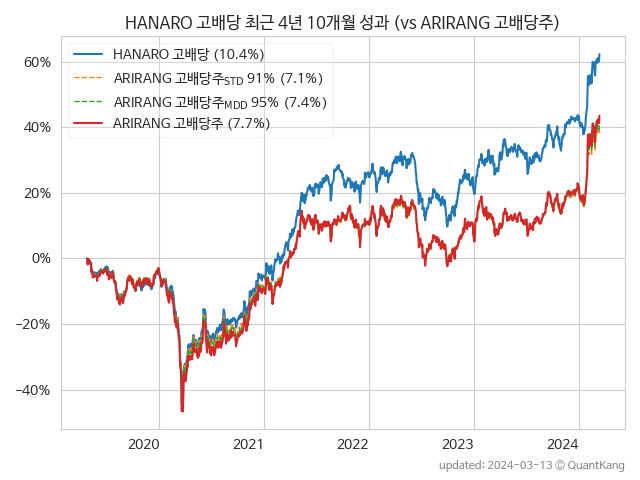 HANARO 고배당 최근 4년 10개월 성과 (vs ARIRANG 고배당주)
HANARO 고배당 (10.4%)
ARIRANG 고배당주STD 91% (7.1%)
ARIRANG 고배당주MDD 95% (7.4%)
ARIRANG 고배당주 (7.7%)
60%
40%
20%
0%
−20%
−40%
2020 2021 2022 2023 2024
updated: 2024-03-13 © QuantKang